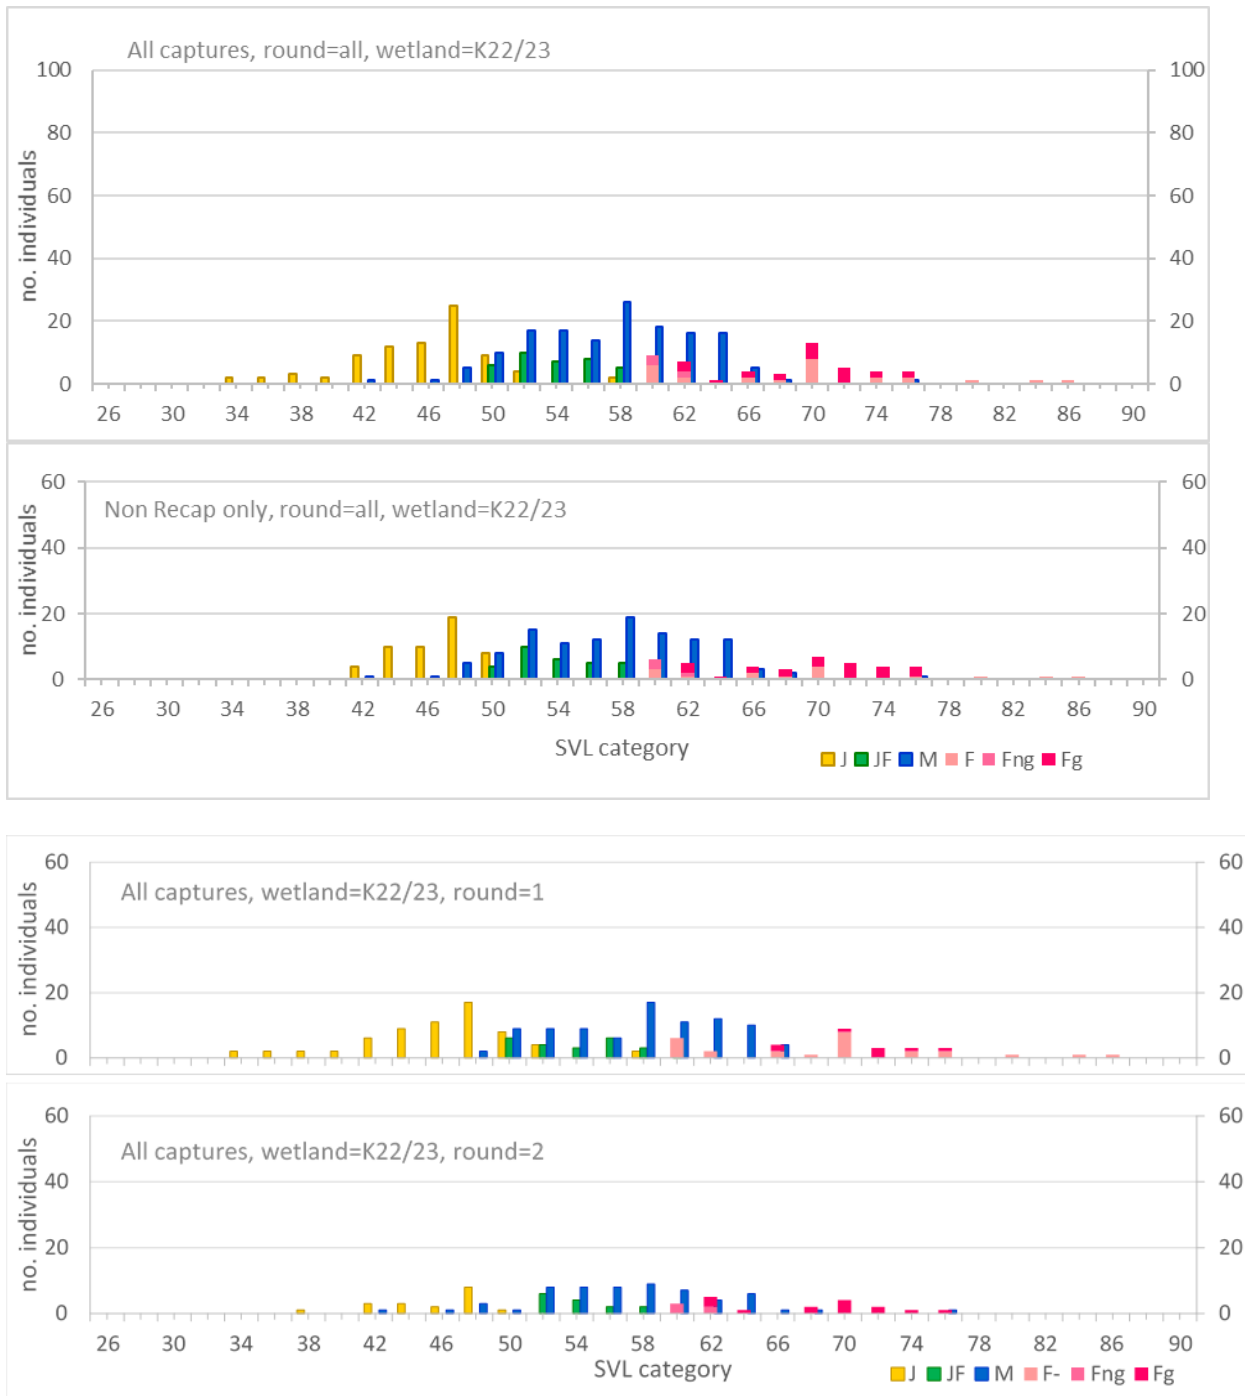 All captures, round=all, wetland=K22/23
no. individuals
100 80 60 40 20 0
100 80 60 40 20 0
26 30 34 38 42 46 50 54 58 62 66 70 74 78 82 86 90
Non Recap only, round=all, wetland=K22/23
no. individuals
60 40 20 0
60 40 20 0
26 30 34 38 42 46 50 54 58 62 66 70 74 78 82 86 90
SVL category
J JF M F Fng Fg
All captures, wetland=K22/23, round=1
no. individuals
60 40 20 0
60 40 20 0
All captures, wetland=K22/23, round=2
no. individuals
60 40 20 0
60 40 20 0
26 30 34 38 42 46 50 54 58 62 66 70 74 78 82 86 90
SVL category
J JF M F- Fng Fg